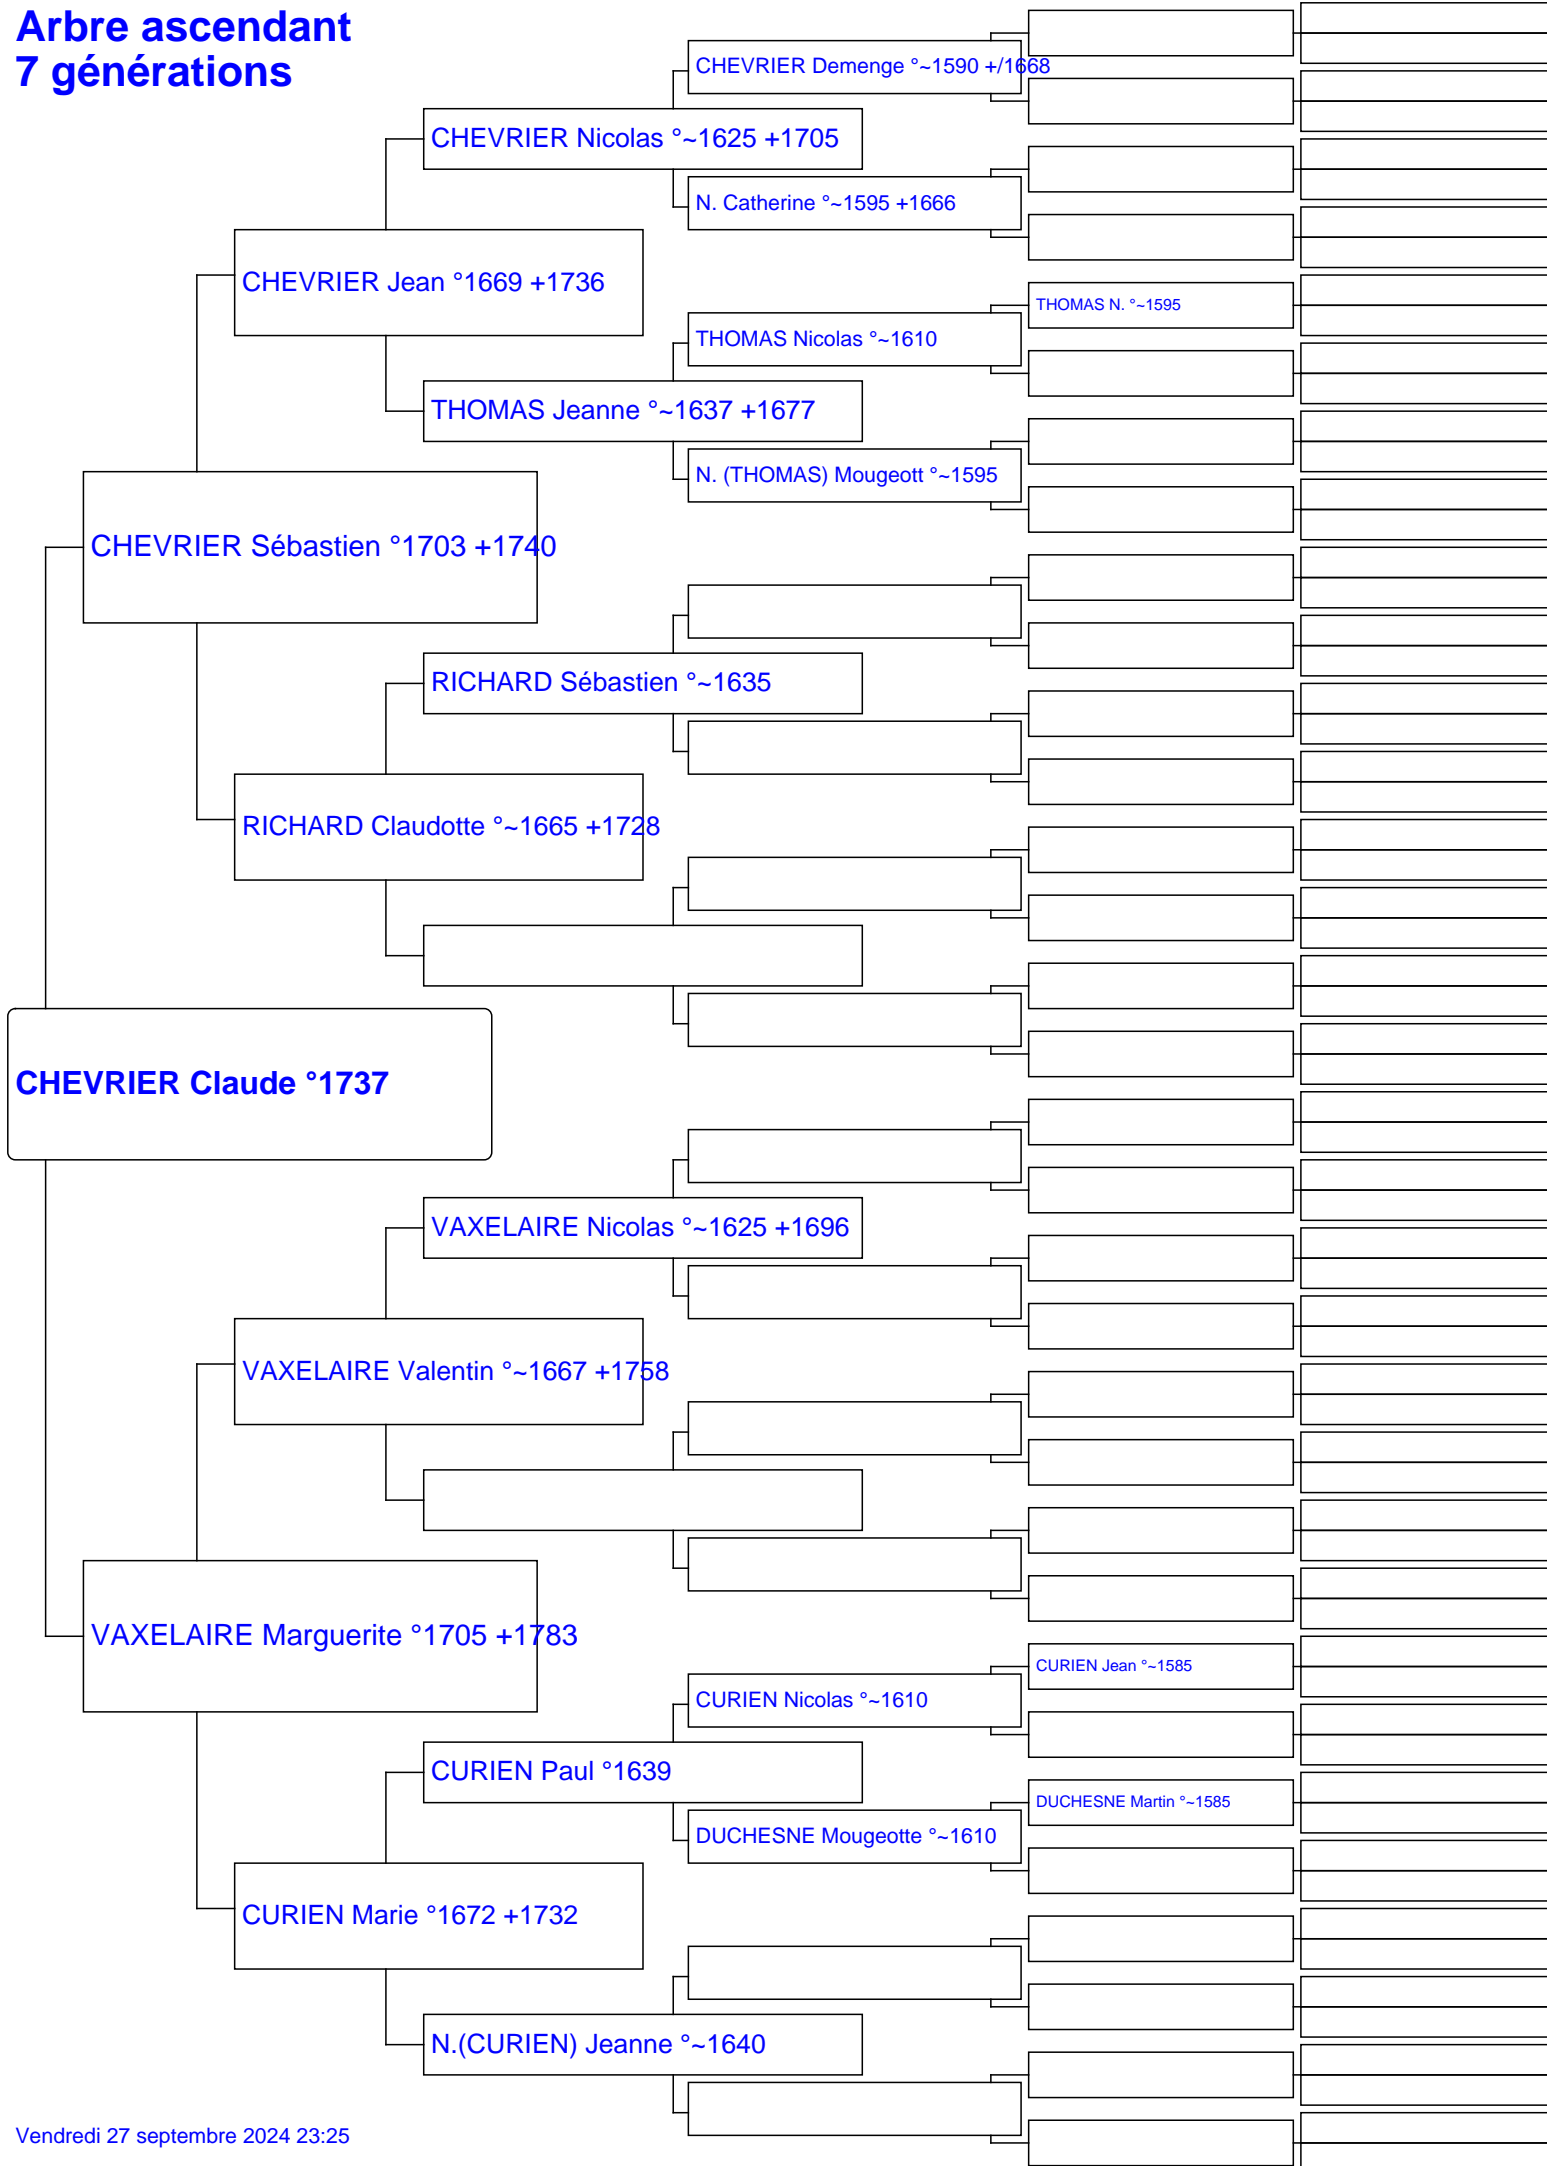 Arbre ascendant
7 générations
CHEVRIER Demenge °~1590 +/1668
CHEVRIER Nicolas °~1625 +1705
N. Catherine °~1595 +1666
CHEVRIER Jean °1669 +1736
THOMAS N. °~1595
THOMAS Nicolas °~1610
THOMAS Jeanne °~1637 +1677
N. (THOMAS) Mougeott °~1595
CHEVRIER Sébastien °1703 +1740
RICHARD Sébastien °~1635
RICHARD Claudotte °~1665 +1728
CHEVRIER Claude °1737
VAXELAIRE Nicolas °~1625 +1696
VAXELAIRE Valentin °~1667 +1758
VAXELAIRE Marguerite °1705 +1783
CURIEN Jean °~1585
CURIEN Nicolas °~1610
CURIEN Paul °1639
DUCHESNE Martin °~1585
DUCHESNE Mougeotte °~1610
CURIEN Marie °1672 +1732
N.(CURIEN) Jeanne °~1640
Vendredi 27 septembre 2024 23:25